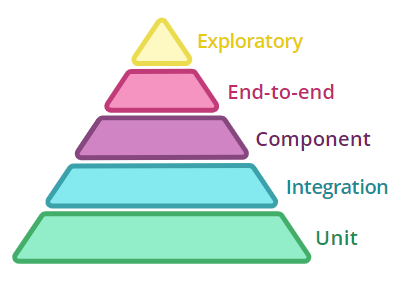 Exploratory
End-to-end
Component
Integration
Unit